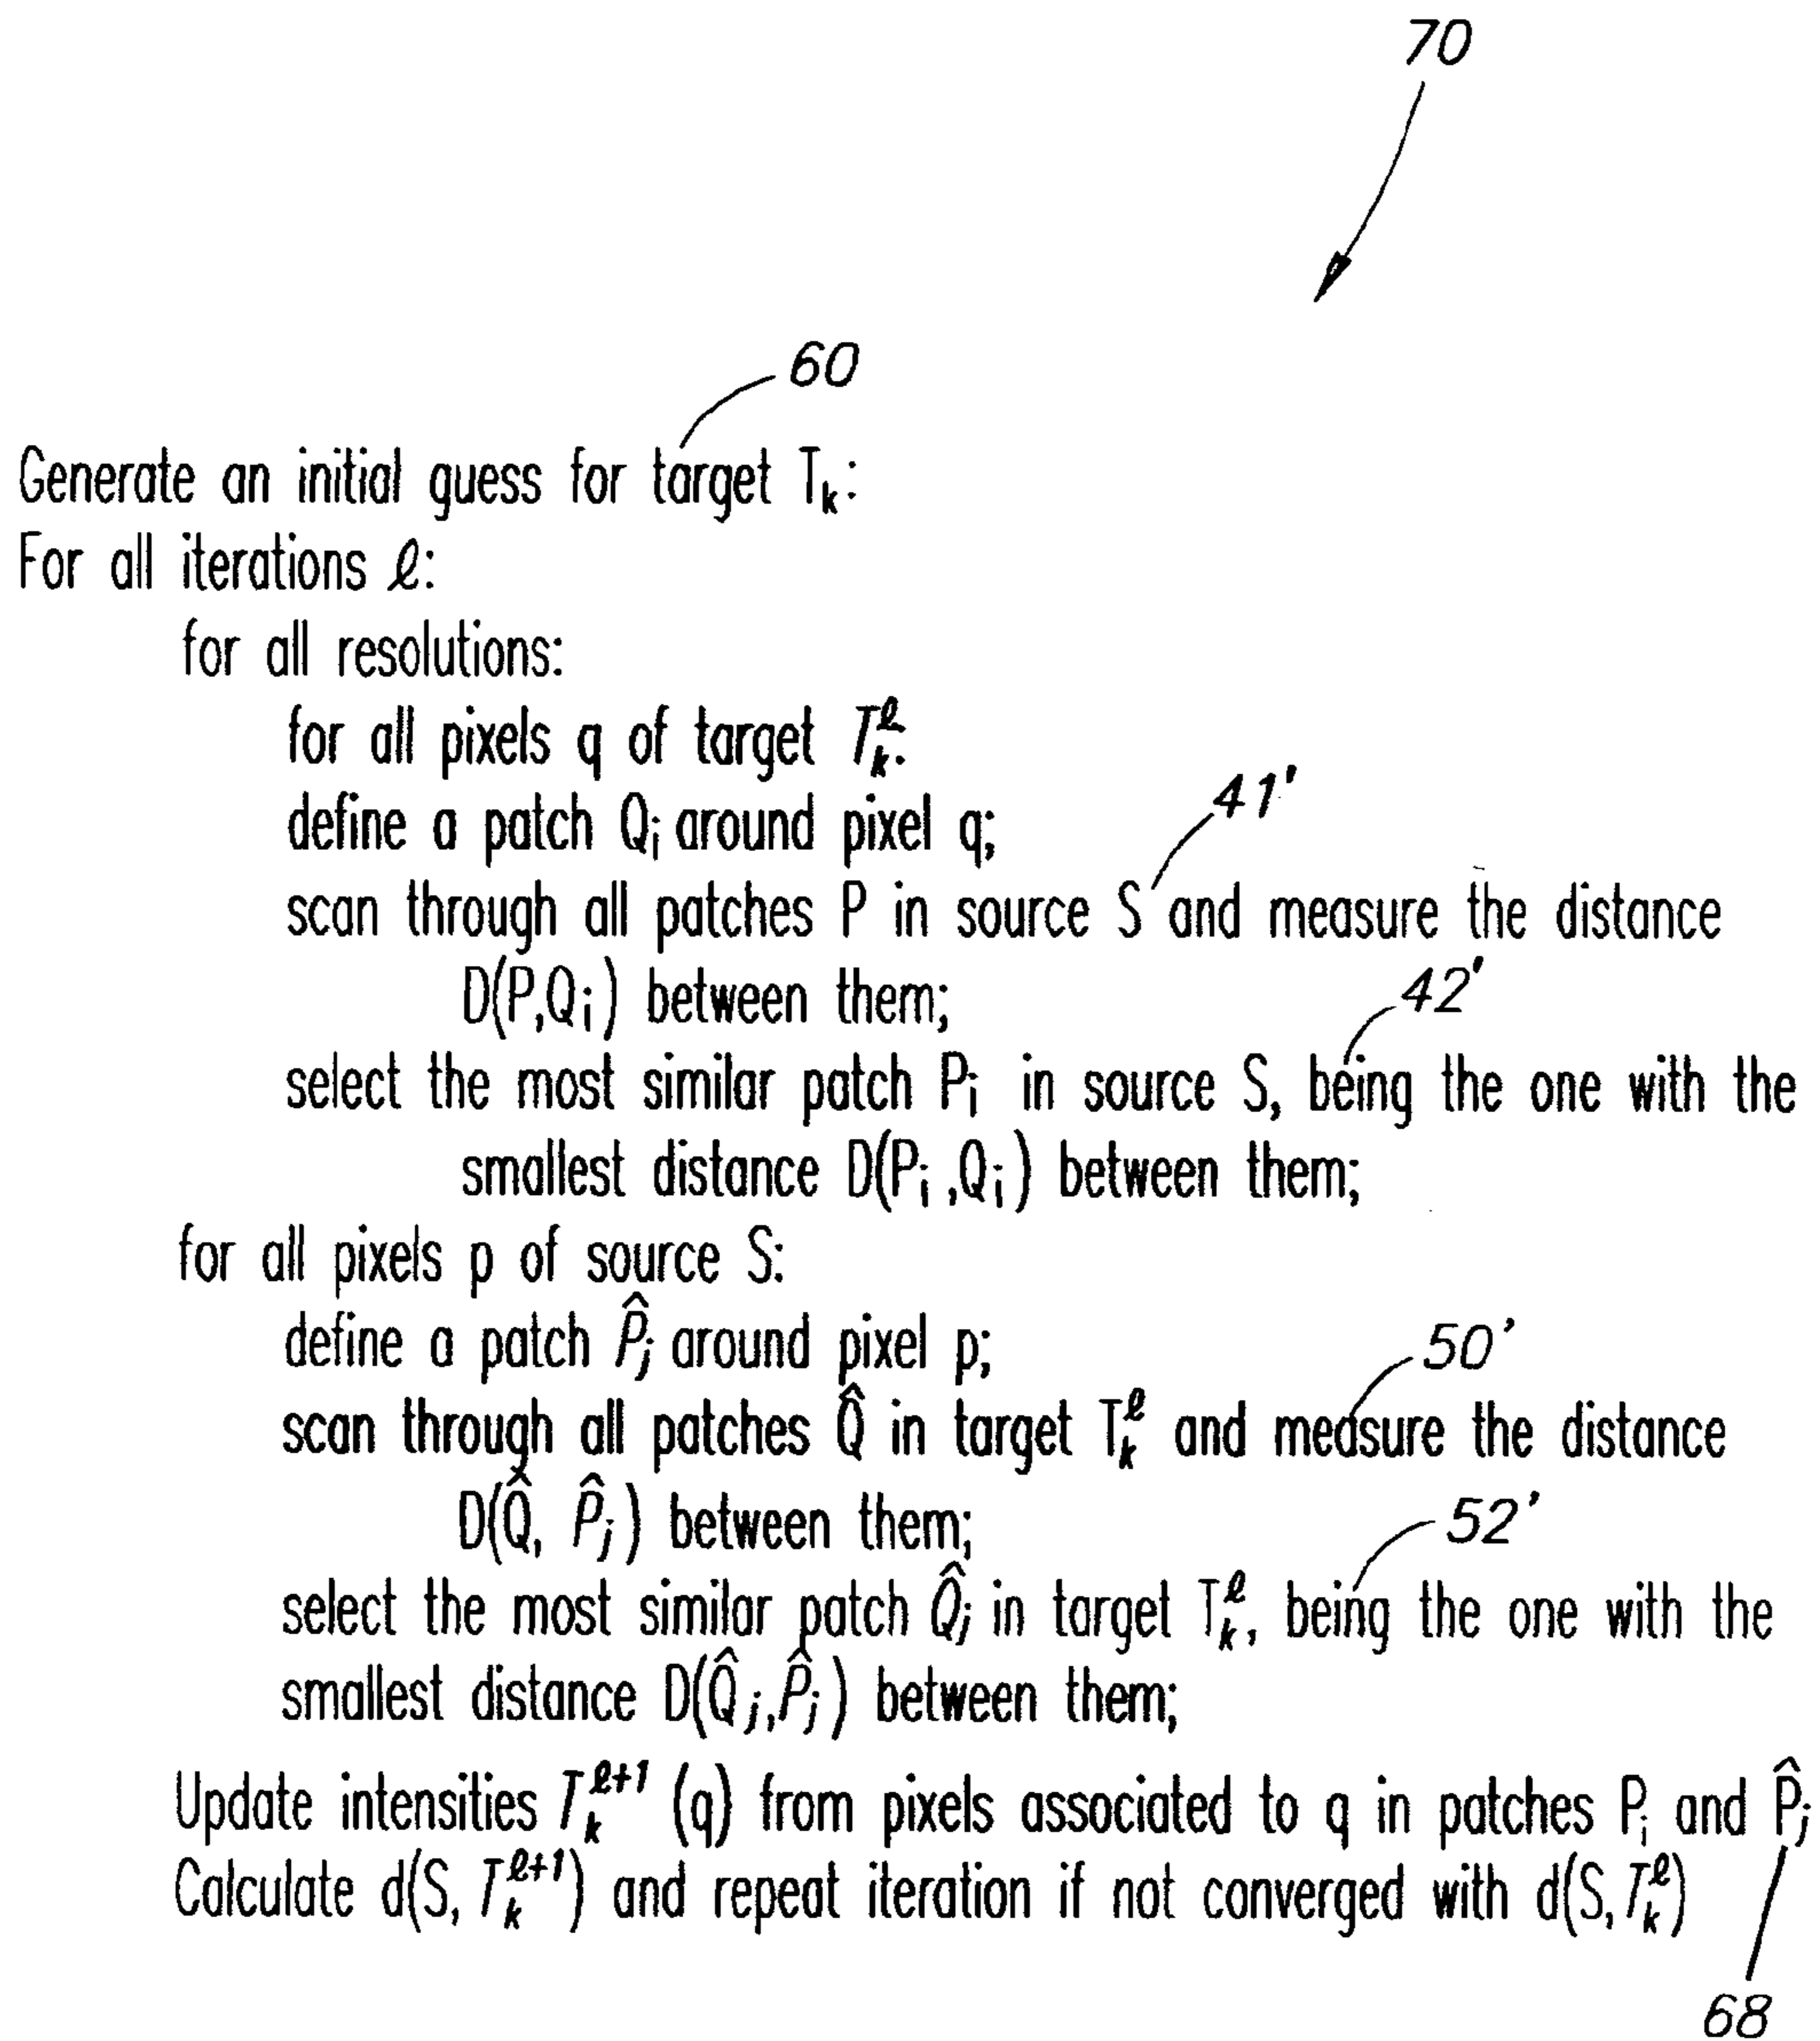 70
60
Generate an initial guess for target Tₖ:
For all iterations ℓ:
for all resolutions:
for all pixels q of target T_k^ℓ:
define a patch Qᵢ around pixel q;
41'
scan through all patches P in source S and measure the distance
D(P,Qᵢ) between them;
42'
select the most similar patch Pᵢ in source S, being the one with the
smallest distance D(Pᵢ,Qᵢ) between them;
for all pixels p of source S:
define a patch P̂ⱼ around pixel p;
50'
scan through all patches Q̂ in target T_k^ℓ and measure the distance
D(Q̂, P̂ⱼ) between them;
52'
select the most similar patch Q̂ⱼ in target T_k^ℓ, being the one with the
smallest distance D(Q̂ⱼ,P̂ⱼ) between them;
Update intensities T_k^{ℓ+1} (q) from pixels associated to q in patches Pᵢ and P̂ⱼ
Calculate d(S, T_k^{ℓ+1}) and repeat iteration if not converged with d(S,T_k^ℓ)
68